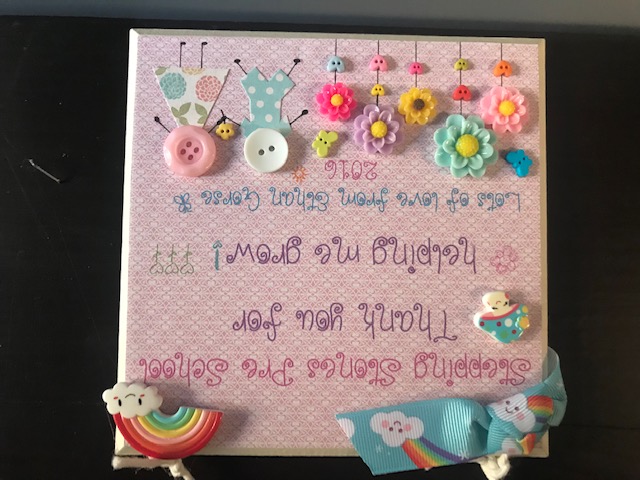 Stepping Stones Pre School
Thank you for
helping me grow!
Lots of love from Ethan Gorse
2016